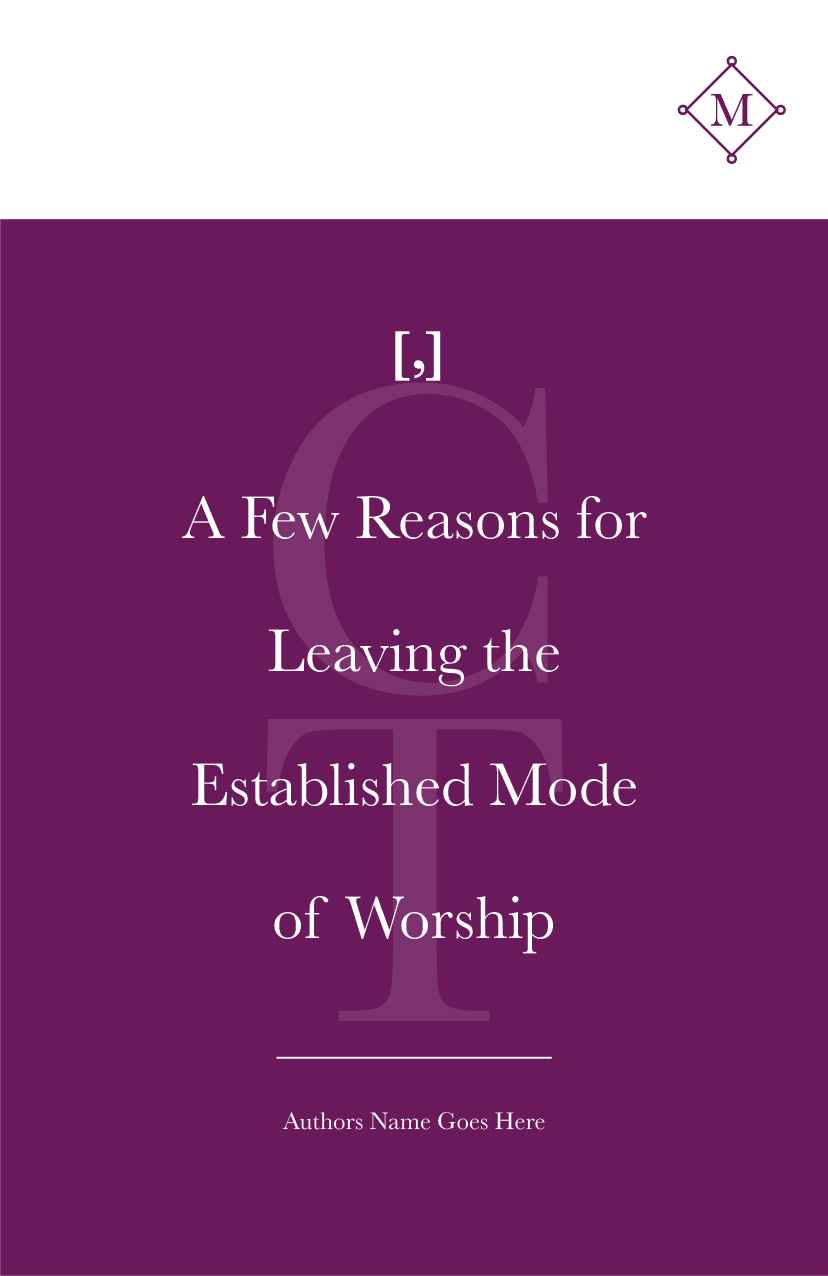 M
[,]
C
A Few Reasons for
Leaving the
T
Established Mode
of Worship
Authors Name Goes Here